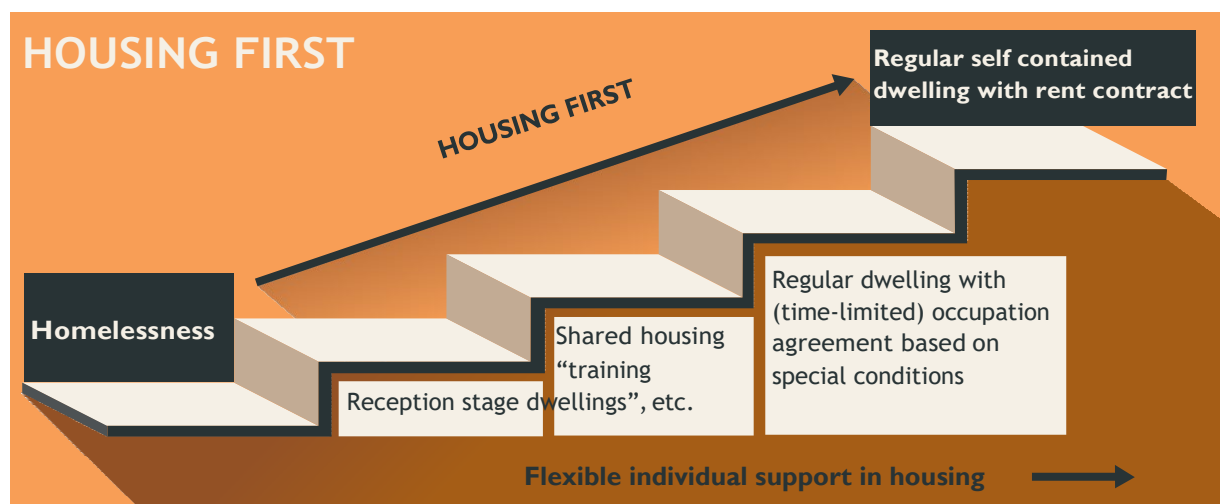 HOUSING FIRST
HOUSING FIRST
Regular self contained
dwelling with rent contract
Homelessness
Reception stage
Shared housing
“training
dwellings”, etc.
Regular dwelling with
(time-limited) occupation
agreement based on
special conditions
Flexible individual support in housing